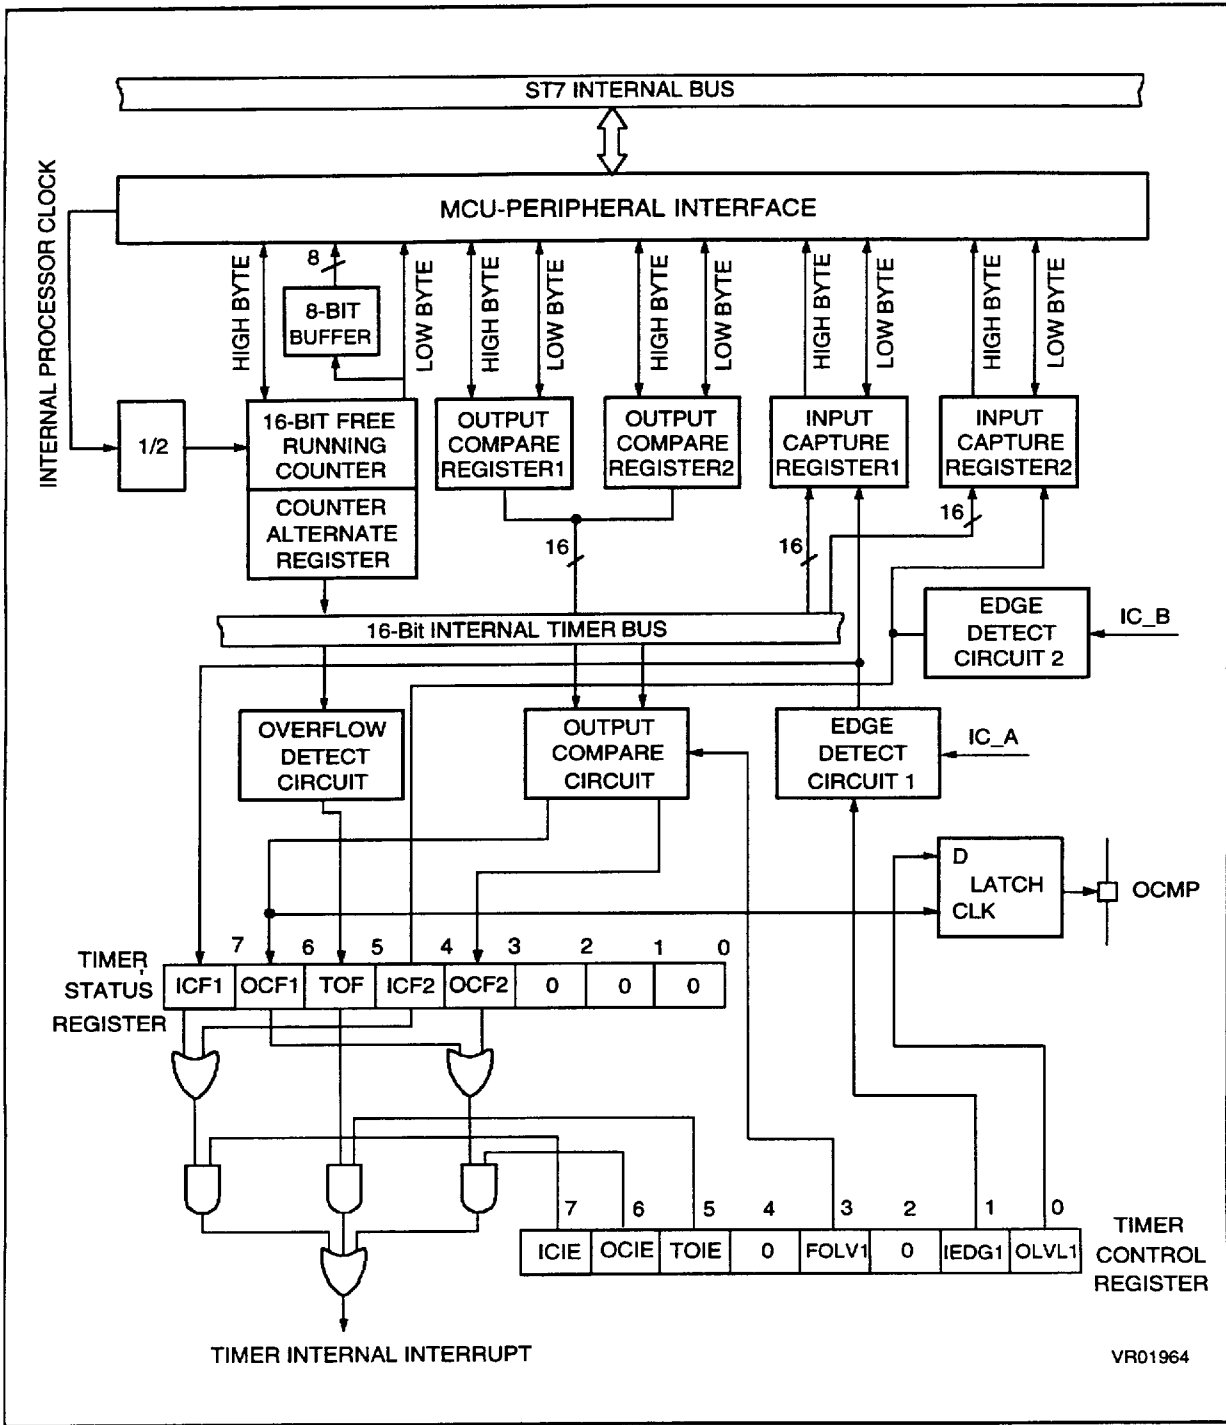 ST7 INTERNAL BUS
INTERNAL PROCESSOR CLOCK
MCU-PERIPHERAL INTERFACE
HIGH BYTE
8
8-BIT
BUFFER
LOW BYTE
HIGH BYTE
LOW BYTE
HIGH BYTE
LOW BYTE
HIGH BYTE
LOW BYTE
HIGH BYTE
LOW BYTE
1/2
16-BIT FREE
RUNNING
COUNTER
COUNTER
ALTERNATE
REGISTER
OUTPUT
COMPARE
REGISTER1
OUTPUT
COMPARE
REGISTER2
INPUT
CAPTURE
REGISTER1
INPUT
CAPTURE
REGISTER2
16
16
16
16-Bit INTERNAL TIMER BUS
EDGE
DETECT
CIRCUIT 2
IC_B
OVERFLOW
DETECT
CIRCUIT
OUTPUT
COMPARE
CIRCUIT
EDGE
DETECT
CIRCUIT 1
IC_A
D
LATCH
CLK
OCMP
TIMER
STATUS
REGISTER
7 6 5 4 3 2 1 0
ICF1 OCF1 TOF ICF2 OCF2 0 0 0
7 6 5 4 3 2 1 0
ICIE OCIE TOIE 0 FOLV1 0 IEDG1 OLVL1
TIMER
CONTROL
REGISTER
TIMER INTERNAL INTERRUPT
VR01964